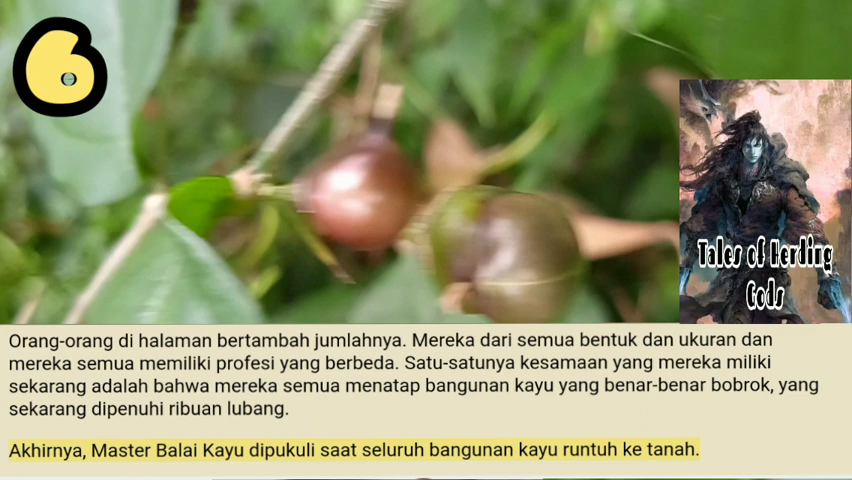 6
Tales of Herding
Gods
Orang-orang di halaman bertambah jumlahnya. Mereka dari semua bentuk dan ukuran dan
mereka semua memiliki profesi yang berbeda. Satu-satunya kesamaan yang mereka miliki
sekarang adalah bahwa mereka semua menatap bangunan kayu yang benar-benar bobrok, yang
sekarang dipenuhi ribuan lubang.
Akhirnya, Master Balai Kayu dipukuli saat seluruh bangunan kayu runtuh ke tanah.